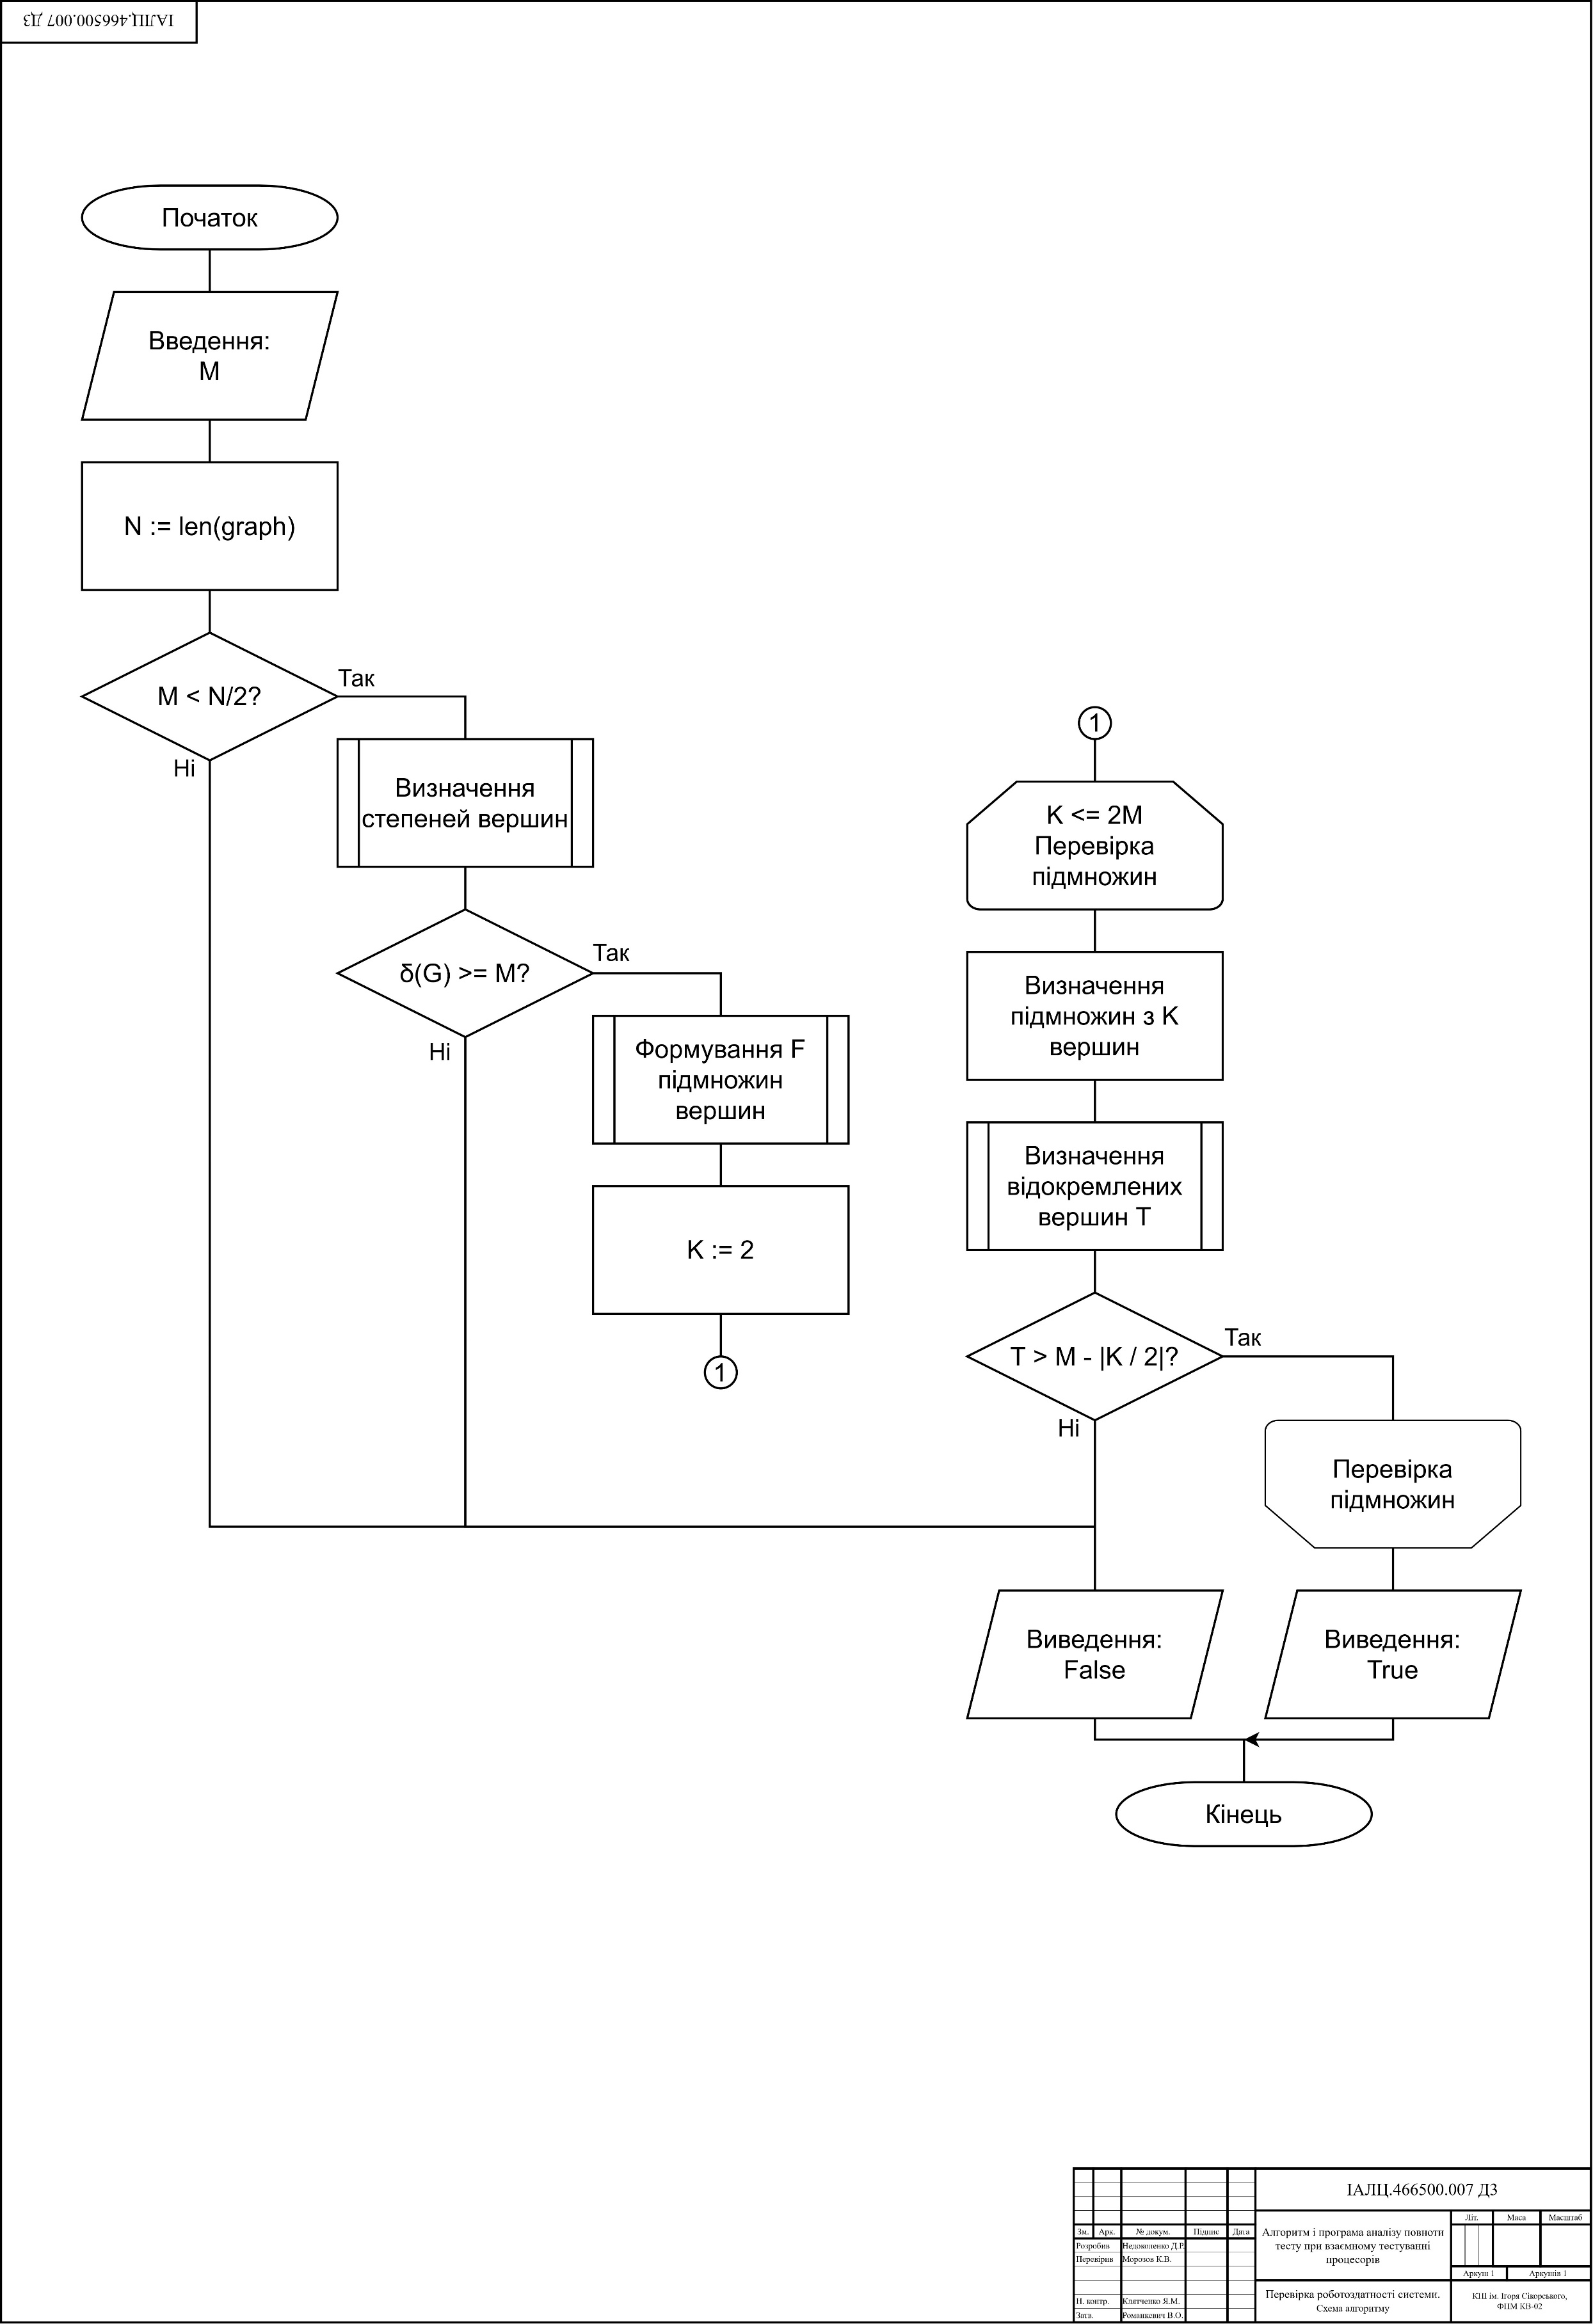 ІАЛЦ.466500.007 Д3
Початок
Введення:
M
N := len(graph)
M < N/2?
Так
Ні
Визначення
степеней вершин
δ(G) >= M?
Так
Ні
Формування F
підмножин
вершин
K := 2
1
1
K <= 2M
Перевірка
підмножин
Визначення
підмножин з K
вершин
Визначення
відокремлених
вершин T
T > M - |K / 2|?
Так
Ні
Перевірка
підмножин
Виведення:
False
Виведення:
True
Кінець
ІАЛЦ.466500.007 Д3
Зм. Арк. № докум. Підпис Дата
Розробив Недоколенко Д.Р.
Перевірив Морозов К.В.
Н. контр. Клятченко Я.М.
Затв. Романкевич В.О.
Алгоритм і програма аналізу повноти
тесту при взаємному тестуванні
процесорів
Літ. Маса Масштаб
Аркуш 1 Аркушів 1
Перевірка роботоздатності системи.
Схема алгоритму
КПІ ім. Ігоря Сікорського,
ФПМ КВ-02